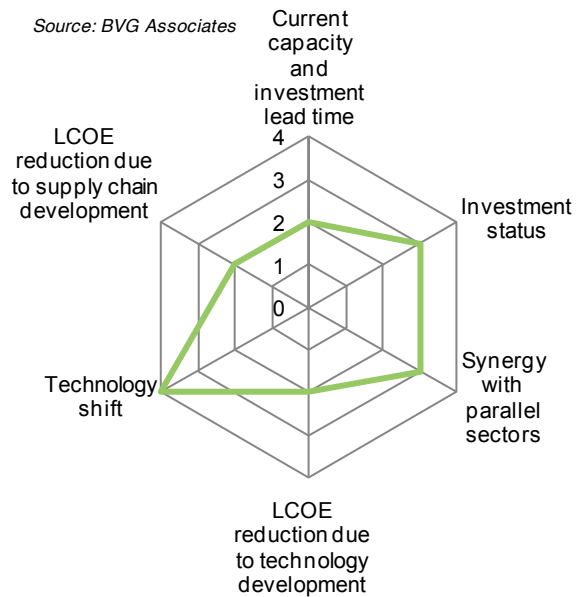 Source: BVG Associates
Current
capacity
and
investment
lead time
4
3
2
1
0
Investment
status
Synergy
with
parallel
sectors
LCOE
reduction due
to technology
development
Technology
shift
LCOE
reduction due
to supply chain
development